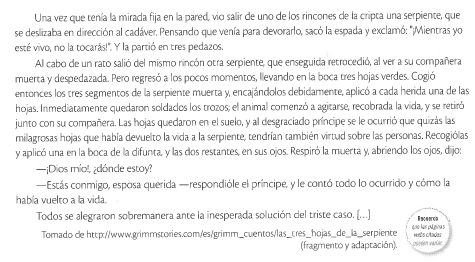 Una vez que tenía la mirada fija en la pared, vio salir de uno de los rincones de la cripta una serpiente, que
se deslizaba en dirección al cadáver. Pensando que venía para devorarlo, sacó la espada y exclamó: "¡Mientras yo
esté vivo, no la tocarás!". Y la partió en tres pedazos.
Al cabo de un rato salió del mismo rincón otra serpiente, que enseguida retrocedió, al ver a su compañera
muerta y despedazada. Pero regresó a los pocos momentos, llevando en la boca tres hojas verdes. Cogió
entonces los tres segmentos de la serpiente muerta y, encajándolos debidamente, aplicó a cada herida una de las
hojas. Inmediatamente quedaron soldados los trozos; el animal comenzó a agitarse, recobrada la vida, y se retiró
junto con su compañera. Las hojas quedaron en el suelo, y al desgraciado príncipe se le ocurrió que quizás las
milagrosas hojas que había devuelto la vida a la serpiente, tendrían también virtud sobre las personas. Recogiólas
y aplicó una en la boca de la difunta, y las dos restantes, en sus ojos. Respiró la muerta, y abriendo los ojos, dijo:
—¡Dios mío!, ¿dónde estoy?
—Estás conmigo, esposa querida —respondióle el príncipe, y le contó todo lo ocurrido y cómo la
había vuelto a la vida.
Todos se alegraron sobremanera ante la inesperada solución del triste caso. [...]
Tomado de http://www.grimmstories.com/es/grimm_cuentos/las_tres_hojas_de_la_serpiente
(fragmento y adaptación).
Recuerda
que las páginas
webs citadas
pueden variar.